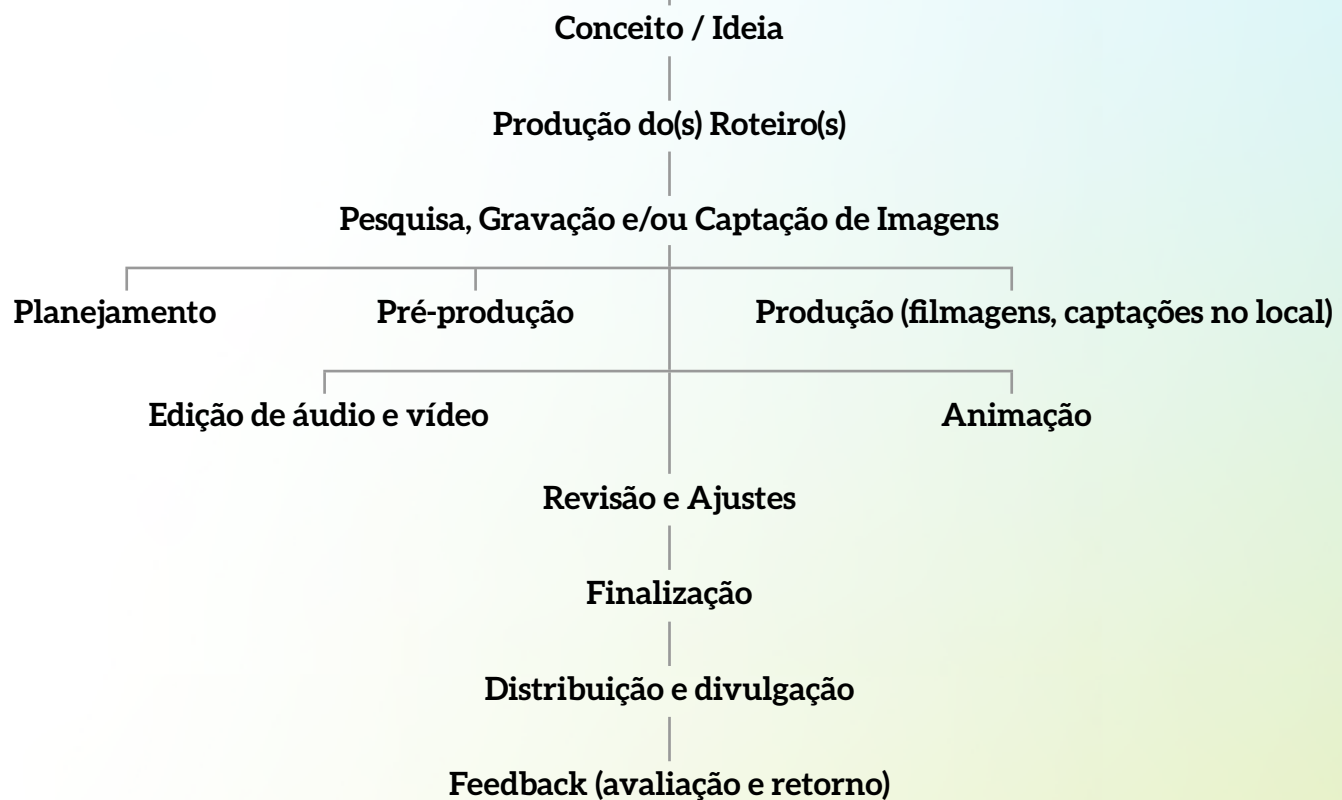 Conceito / Ideia
Produção do(s) Roteiro(s)
Pesquisa, Gravação e/ou Captação de Imagens
Planejamento
Pré-produção
Produção (filmagens, captações no local)
Edição de áudio e vídeo
Animação
Revisão e Ajustes
Finalização
Distribuição e divulgação
Feedback (avaliação e retorno)